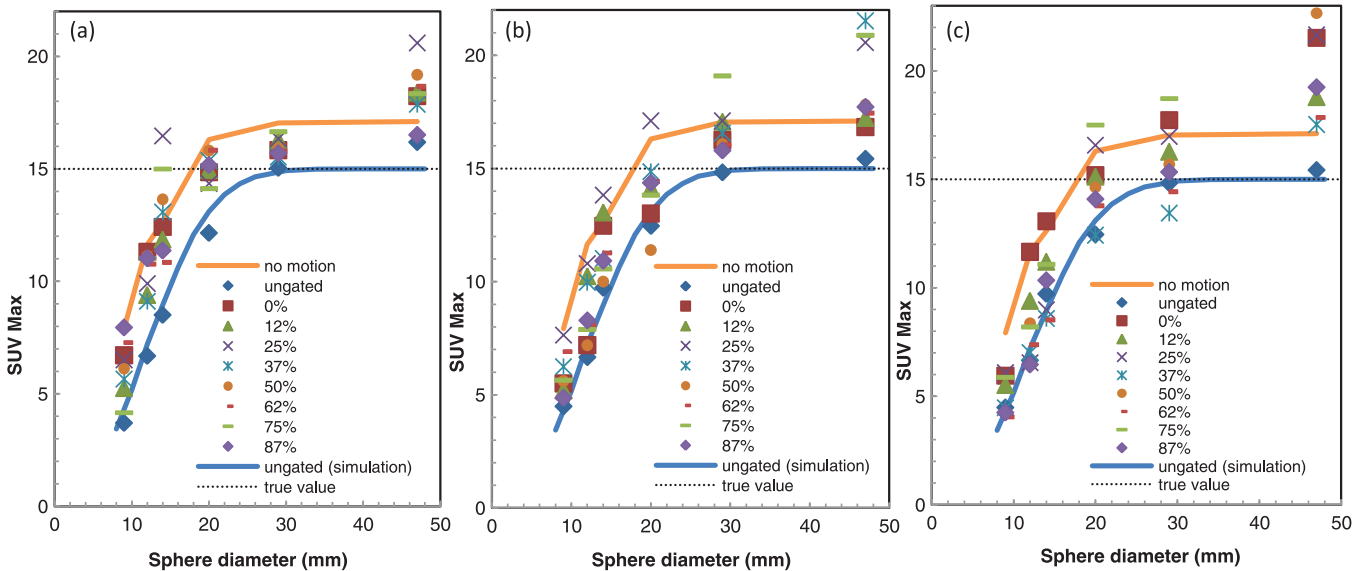 (a)
20
15
10
5
0
SUV Max
no motion
ungated
0%
12%
25%
37%
50%
62%
75%
87%
ungated (simulation)
true value
0 10 20 30 40 50
Sphere diameter (mm)
(b)
20
15
10
5
0
SUV Max
no motion
ungated
0%
12%
25%
37%
50%
62%
75%
87%
ungated (simulation)
true value
0 10 20 30 40 50
Sphere diameter (mm)
(c)
20
15
10
5
0
SUV Max
no motion
ungated
0%
12%
25%
37%
50%
62%
75%
87%
ungated (simulation)
true value
0 10 20 30 40 50
Sphere diameter (mm)